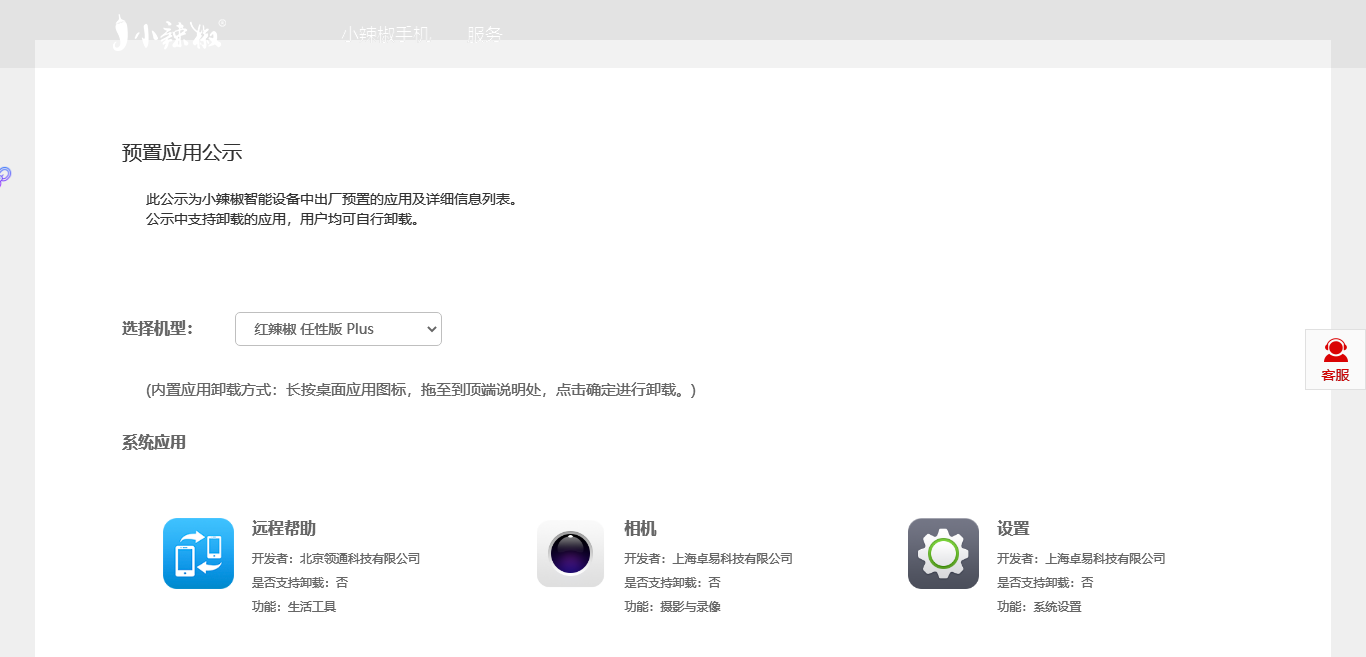 小辣椒® 小辣椒手机 服务
预置应用公示
此公示为小辣椒智能设备中出厂预置的应用及详细信息列表。
公示中支持卸载的应用，用户均可自行卸载。
选择机型： 红辣椒 任性版 Plus
客服
(内置应用卸载方式：长按桌面应用图标，拖至到顶端说明处，点击确定进行卸载。)
系统应用
远程帮助
开发者：北京领通科技有限公司
是否支持卸载：否
功能：生活工具
相机
开发者：上海卓易科技有限公司
是否支持卸载：否
功能：摄影与录像
设置
开发者：上海卓易科技有限公司
是否支持卸载：否
功能：系统设置